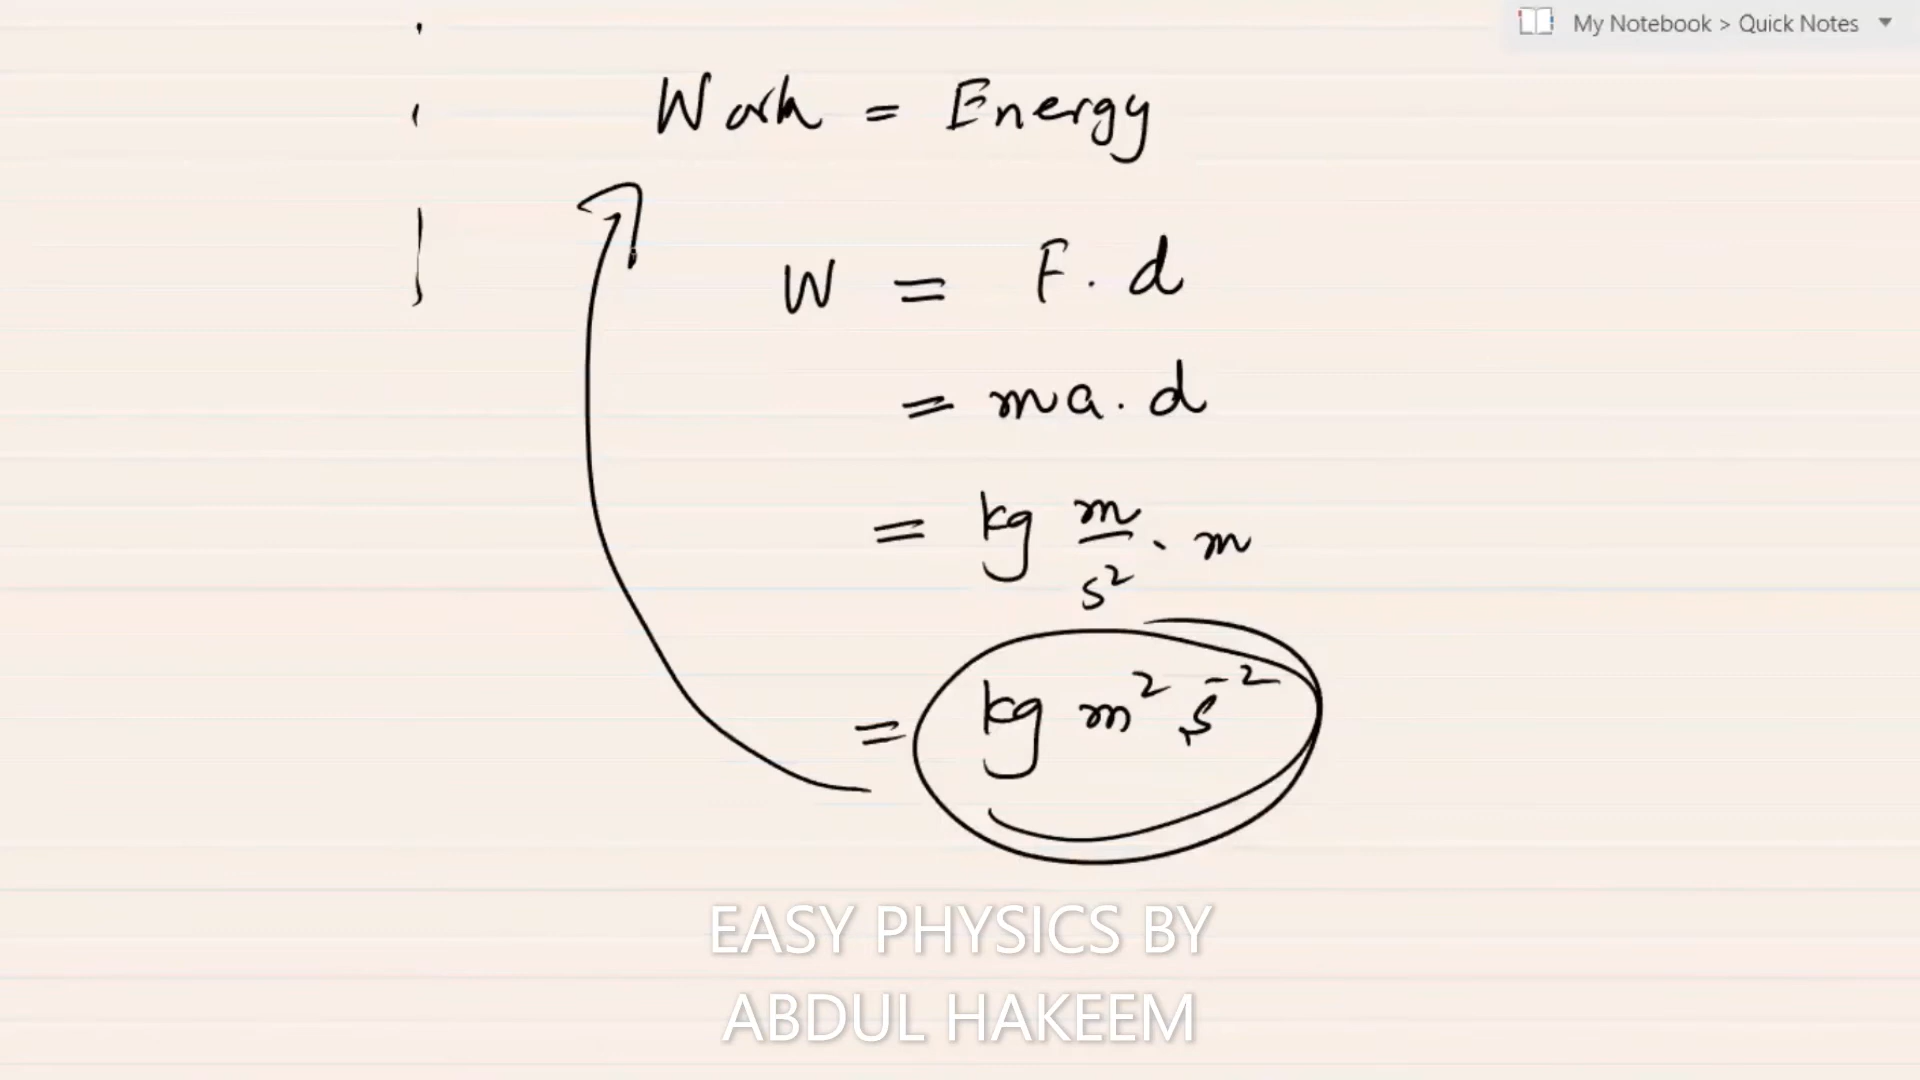 My Notebook > Quick Notes
Work = Energy
W = F. d
= ma. d
= kg m/s² . m
= kg m² s⁻²
EASY PHYSICS BY
ABDUL HAKEEM